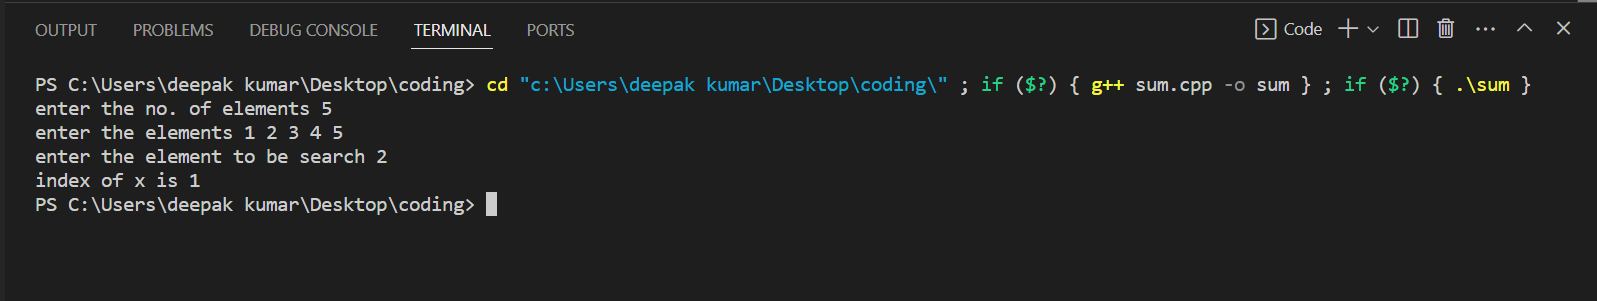 OUTPUT PROBLEMS DEBUG CONSOLE TERMINAL PORTS Code
PS C:\Users\deepak kumar\Desktop\coding> cd "c:\Users\deepak kumar\Desktop\coding\" ; if ($?) { g++ sum.cpp -o sum } ; if ($?) { .\sum }
enter the no. of elements 5
enter the elements 1 2 3 4 5
enter the element to be search 2
index of x is 1
PS C:\Users\deepak kumar\Desktop\coding>